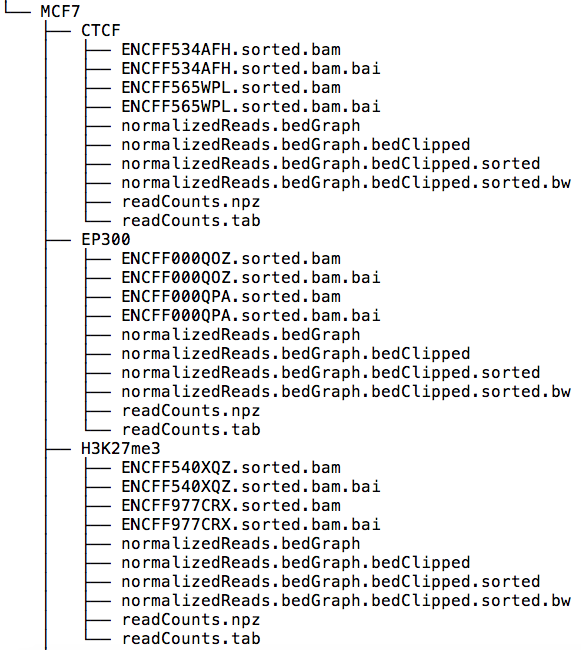 └── MCF7
    ├── CTCF
    │   ├── ENCFF534AFH.sorted.bam
    │   ├── ENCFF534AFH.sorted.bam.bai
    │   ├── ENCFF565WPL.sorted.bam
    │   ├── ENCFF565WPL.sorted.bam.bai
    │   ├── normalizedReads.bedGraph
    │   ├── normalizedReads.bedGraph.bedClipped
    │   ├── normalizedReads.bedGraph.bedClipped.sorted
    │   ├── normalizedReads.bedGraph.bedClipped.sorted.bw
    │   ├── readCounts.npz
    │   └── readCounts.tab
    ├── EP300
    │   ├── ENCFF000QOZ.sorted.bam
    │   ├── ENCFF000QOZ.sorted.bam.bai
    │   ├── ENCFF000QPA.sorted.bam
    │   ├── ENCFF000QPA.sorted.bam.bai
    │   ├── normalizedReads.bedGraph
    │   ├── normalizedReads.bedGraph.bedClipped
    │   ├── normalizedReads.bedGraph.bedClipped.sorted
    │   ├── normalizedReads.bedGraph.bedClipped.sorted.bw
    │   ├── readCounts.npz
    │   └── readCounts.tab
    ├── H3K27me3
    │   ├── ENCFF540XQZ.sorted.bam
    │   ├── ENCFF540XQZ.sorted.bam.bai
    │   ├── ENCFF977CRX.sorted.bam
    │   ├── ENCFF977CRX.sorted.bam.bai
    │   ├── normalizedReads.bedGraph
    │   ├── normalizedReads.bedGraph.bedClipped
    │   ├── normalizedReads.bedGraph.bedClipped.sorted
    │   ├── normalizedReads.bedGraph.bedClipped.sorted.bw
    │   ├── readCounts.npz
    │   └── readCounts.tab